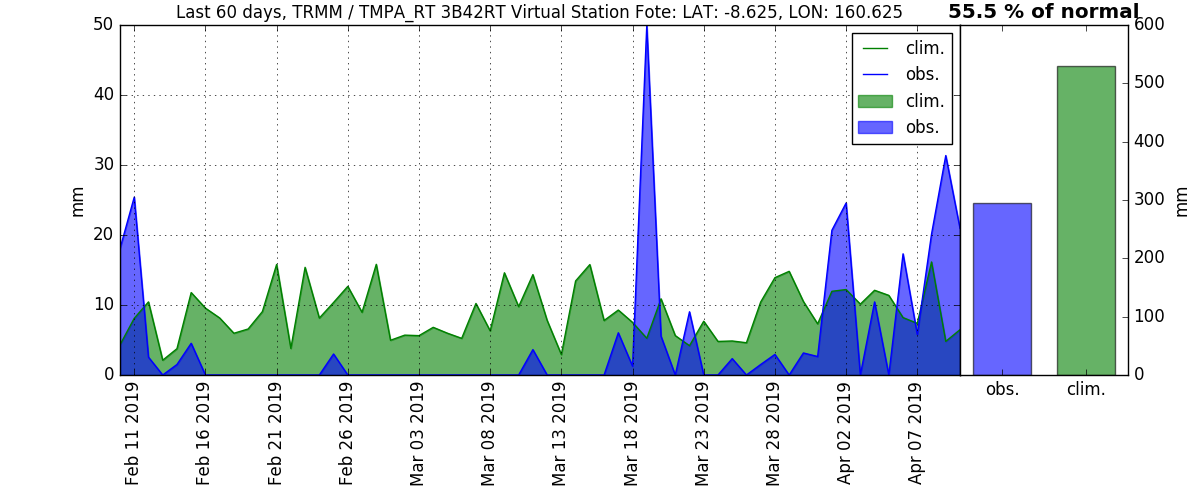 Last 60 days, TRMM / TMPA_RT 3B42RT Virtual Station Fote: LAT: -8.625, LON: 160.625
55.5 % of normal
50
40
30
20
10
0
mm
clim.
obs.
clim.
obs.
600
500
400
300
200
100
0
mm
Feb 11 2019
Feb 16 2019
Feb 21 2019
Feb 26 2019
Mar 03 2019
Mar 08 2019
Mar 13 2019
Mar 18 2019
Mar 23 2019
Mar 28 2019
Apr 02 2019
Apr 07 2019
obs.
clim.